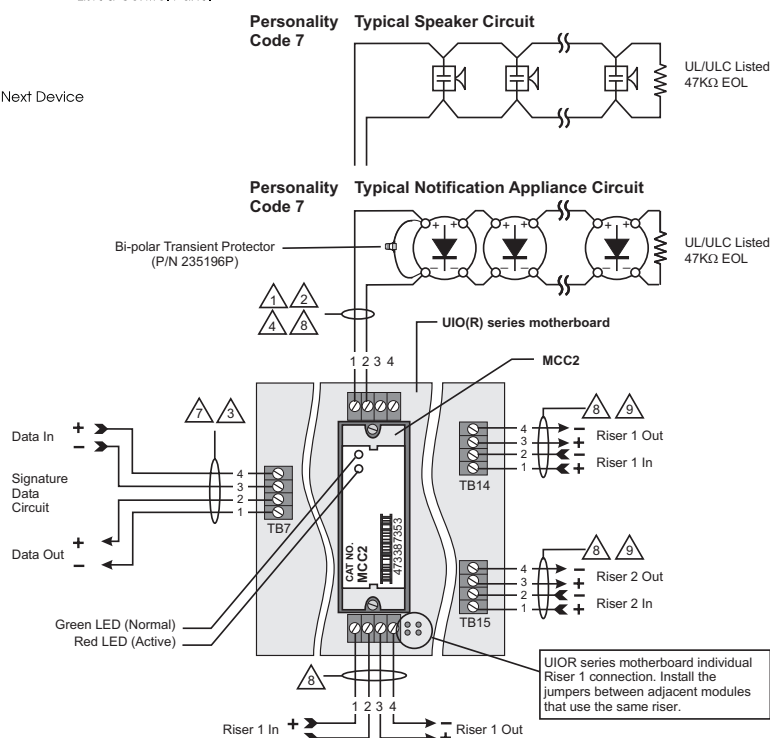 Personality Typical Speaker Circuit
Code 7
UL/ULC Listed
47KΩ EOL
Next Device
Personality Typical Notification Appliance Circuit
Code 7
Bi-polar Transient Protector
(P/N 235196P)
+ + + + + +
− − − − − −
UL/ULC Listed
47KΩ EOL
1 2
4 8
UIO(R) series motherboard
MCC2
1 2 3 4
7 3
8 9
Data In + −
Signature
Data
Circuit
Data Out + −
4
3
2
1
TB7
4 − Riser 1 Out
3 +
2 − Riser 1 In
1 +
TB14
CAT NO.
MCC2
473387353
8 9
4 − Riser 2 Out
3 +
2 − Riser 2 In
1 +
TB15
Green LED (Normal)
Red LED (Active)
8
UIOR series motherboard individual
Riser 1 connection. Install the
jumpers between adjacent modules
that use the same riser.
1 2 3 4
Riser 1 In + − Riser 1 Out
+